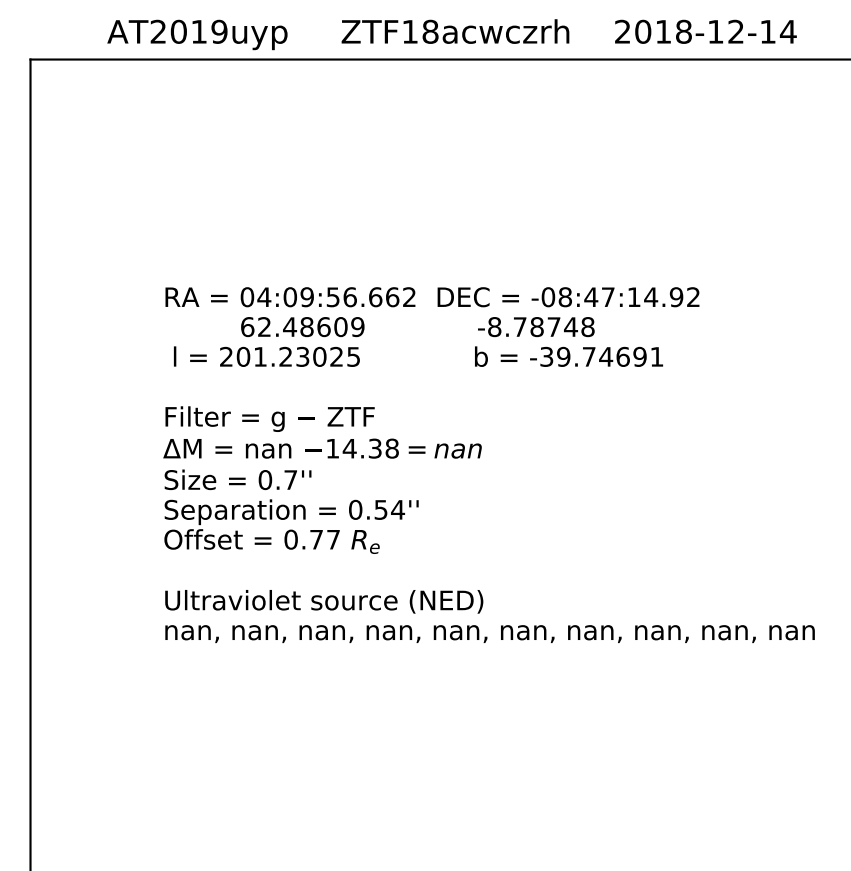 AT2019uyp ZTF18acwczrh 2018-12-14
RA = 04:09:56.662 DEC = -08:47:14.92
62.48609 -8.78748
l = 201.23025 b = -39.74691
Filter = g − ZTF
ΔM = nan −14.38 = nan
Size = 0.7''
Separation = 0.54''
Offset = 0.77 Rₑ
Ultraviolet source (NED)
nan, nan, nan, nan, nan, nan, nan, nan, nan, nan